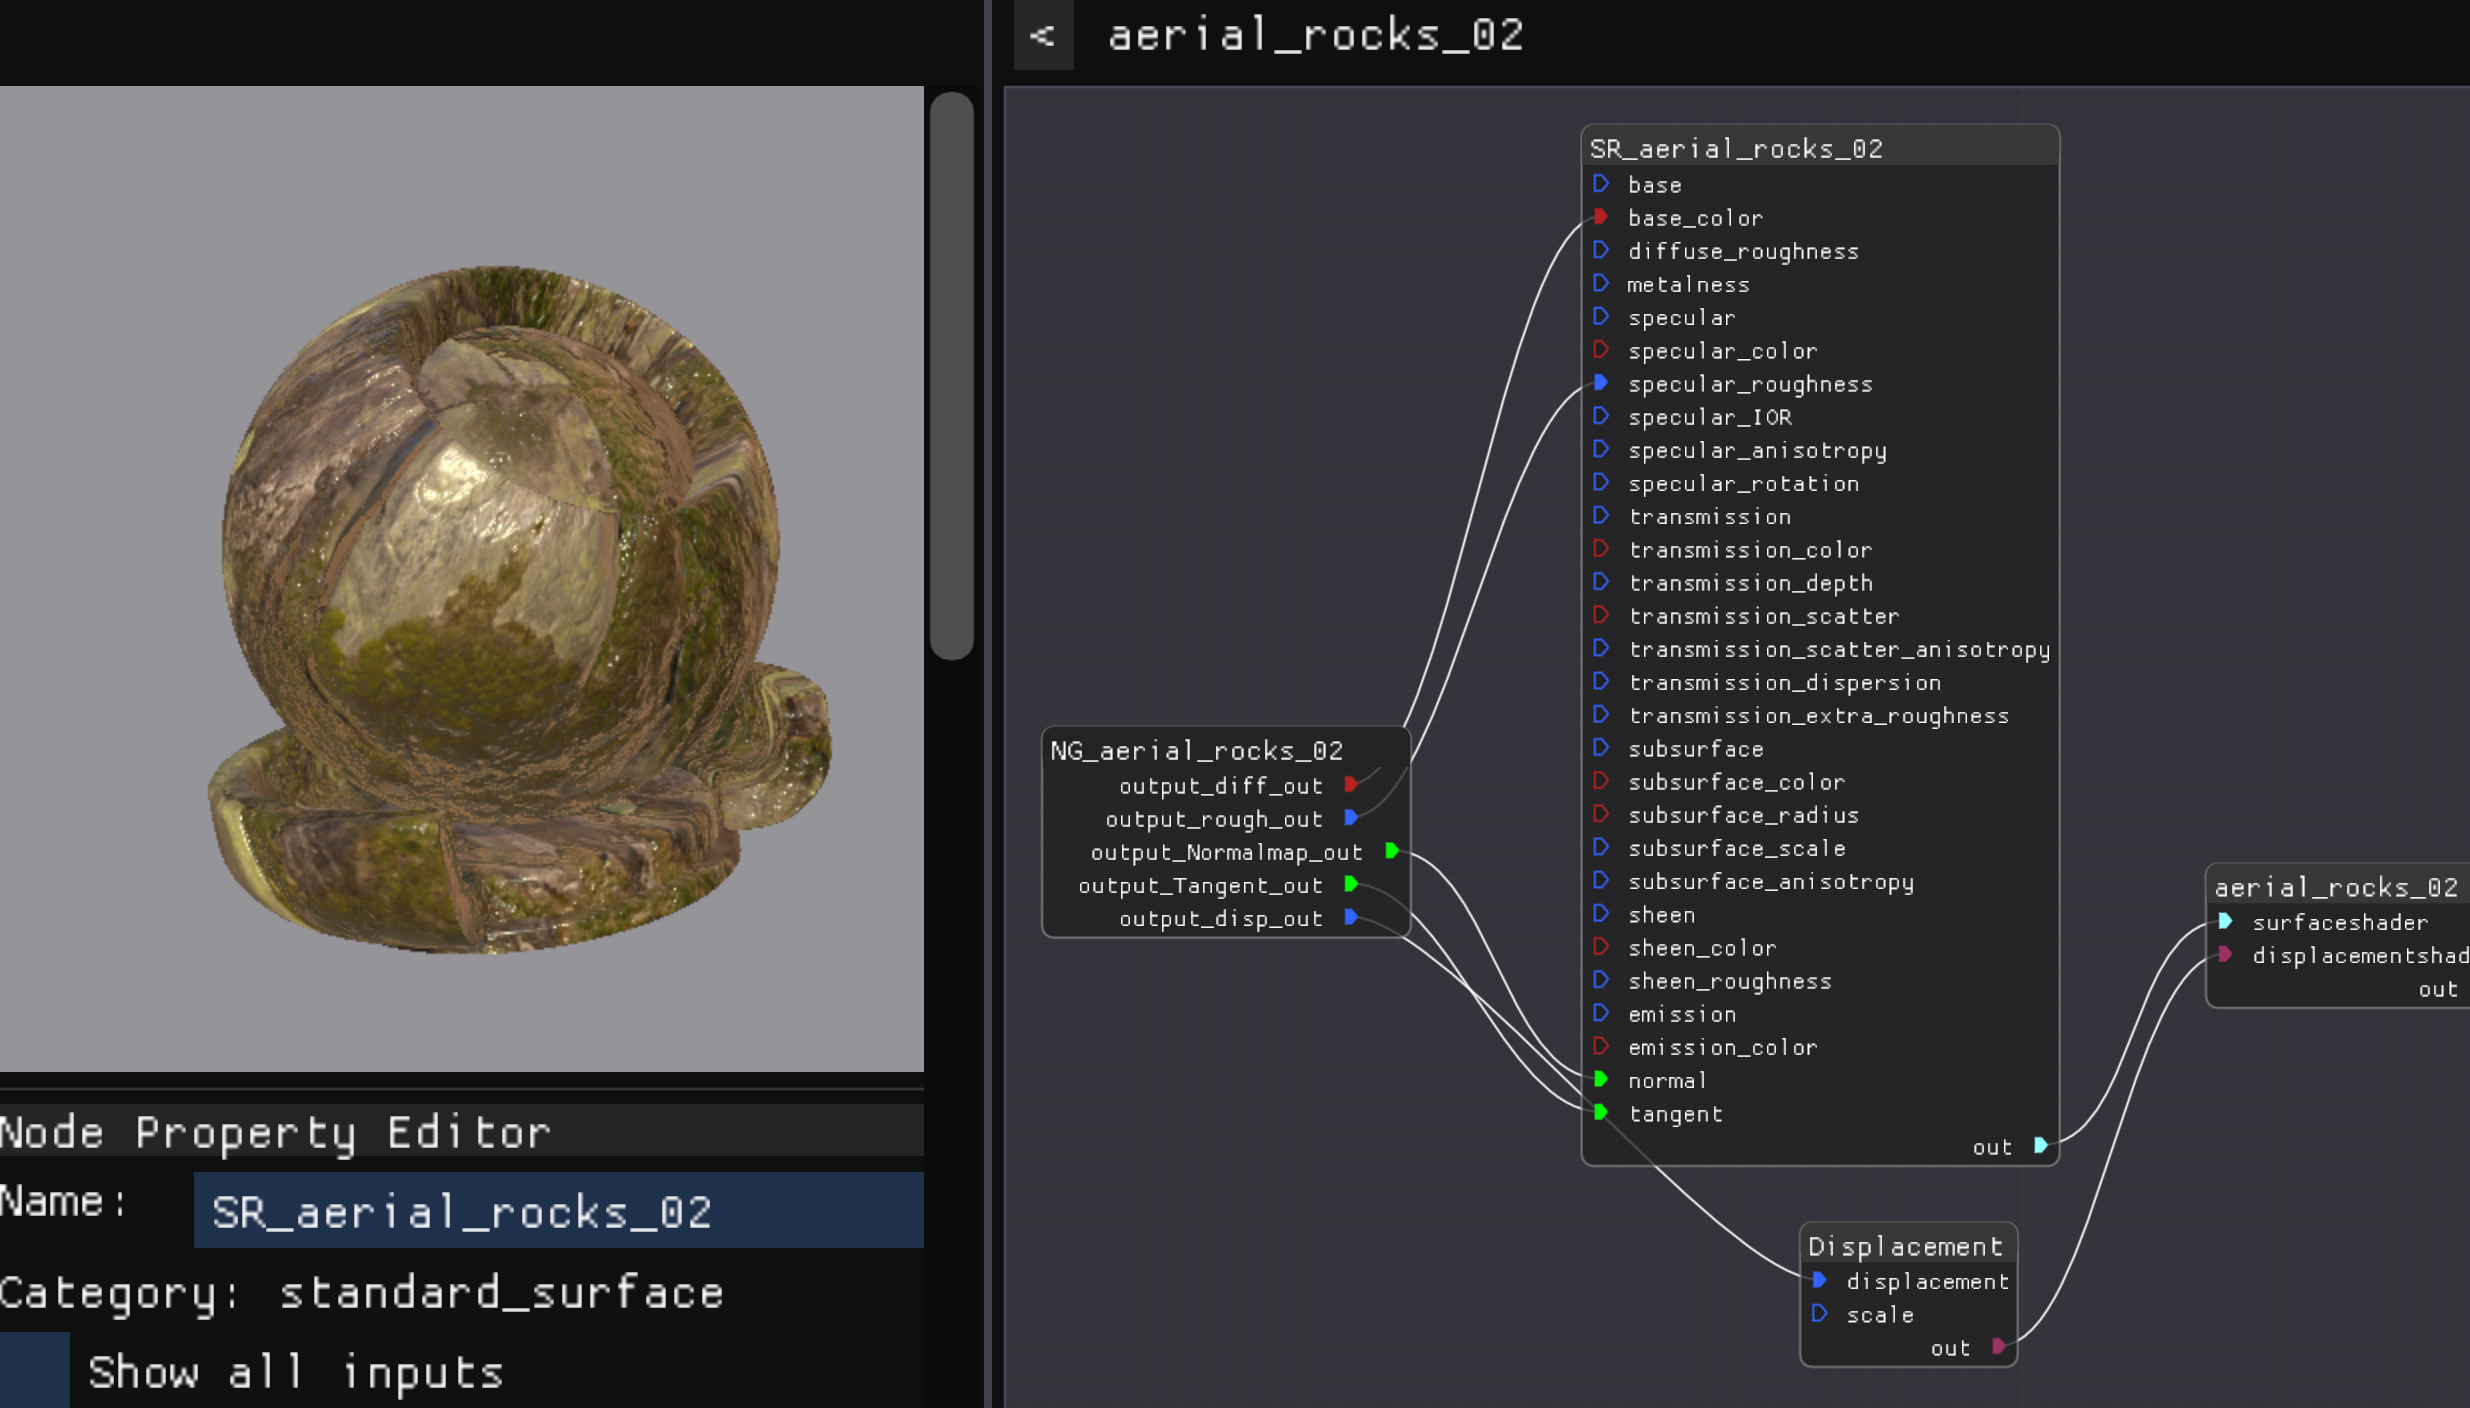 < aerial_rocks_02
SR_aerial_rocks_02
base
base_color
diffuse_roughness
metalness
specular
specular_color
specular_roughness
specular_IOR
specular_anisotropy
specular_rotation
transmission
transmission_color
transmission_depth
transmission_scatter
transmission_scatter_anisotropy
transmission_dispersion
transmission_extra_roughness
subsurface
subsurface_color
subsurface_radius
subsurface_scale
subsurface_anisotropy
sheen
sheen_color
sheen_roughness
emission
emission_color
normal
tangent
out
NG_aerial_rocks_02
output_diff_out
output_rough_out
output_Normalmap_out
output_Tangent_out
output_disp_out
aerial_rocks_02
surfaceshader
displacementshad
out
Displacement
displacement
scale
out
Node Property Editor
Name: SR_aerial_rocks_02
Category: standard_surface
Show all inputs